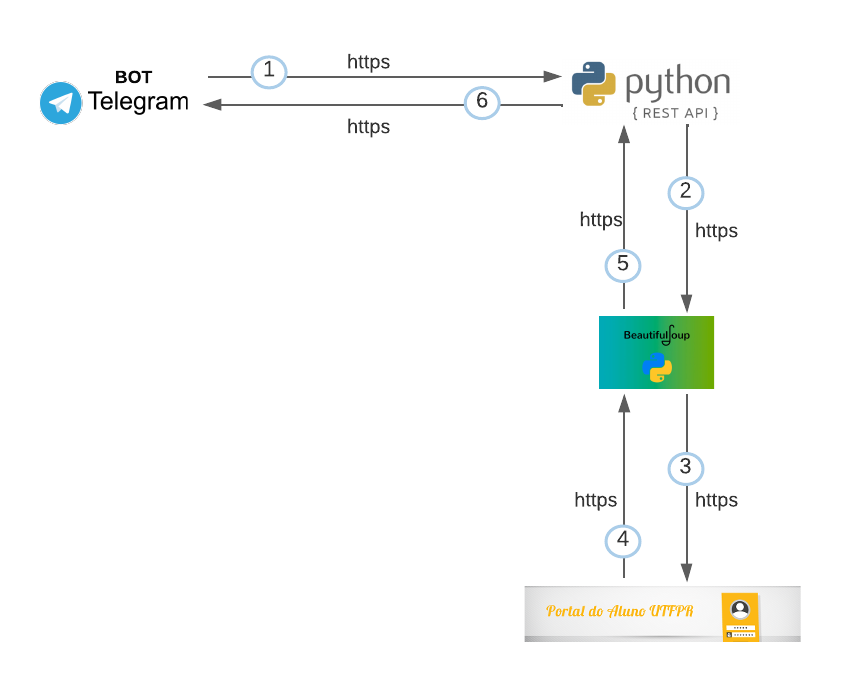 BOT
Telegram
1
https
6
https
python
{ REST API }
2
https
https
5
BeautifulSoup
3
https
https
4
Portal do Aluno UTFPR